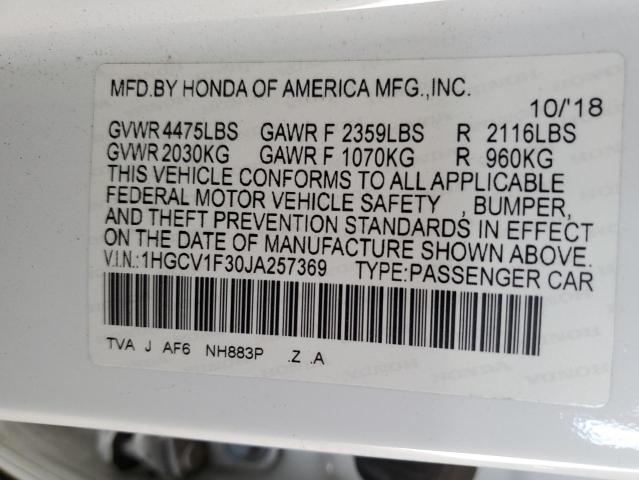 MFD.BY HONDA OF AMERICA MFG.,INC.
10/'18
GVWR 4475LBS GAWR F 2359LBS R 2116LBS
GVWR 2030KG GAWR F 1070KG R 960KG
THIS VEHICLE CONFORMS TO ALL APPLICABLE
FEDERAL MOTOR VEHICLE SAFETY , BUMPER,
AND THEFT PREVENTION STANDARDS IN EFFECT
ON THE DATE OF MANUFACTURE SHOWN ABOVE.
V.I.N.:1HGCV1F30JA257369 TYPE:PASSENGER CAR
TVA J AF6 NH883P .Z .A